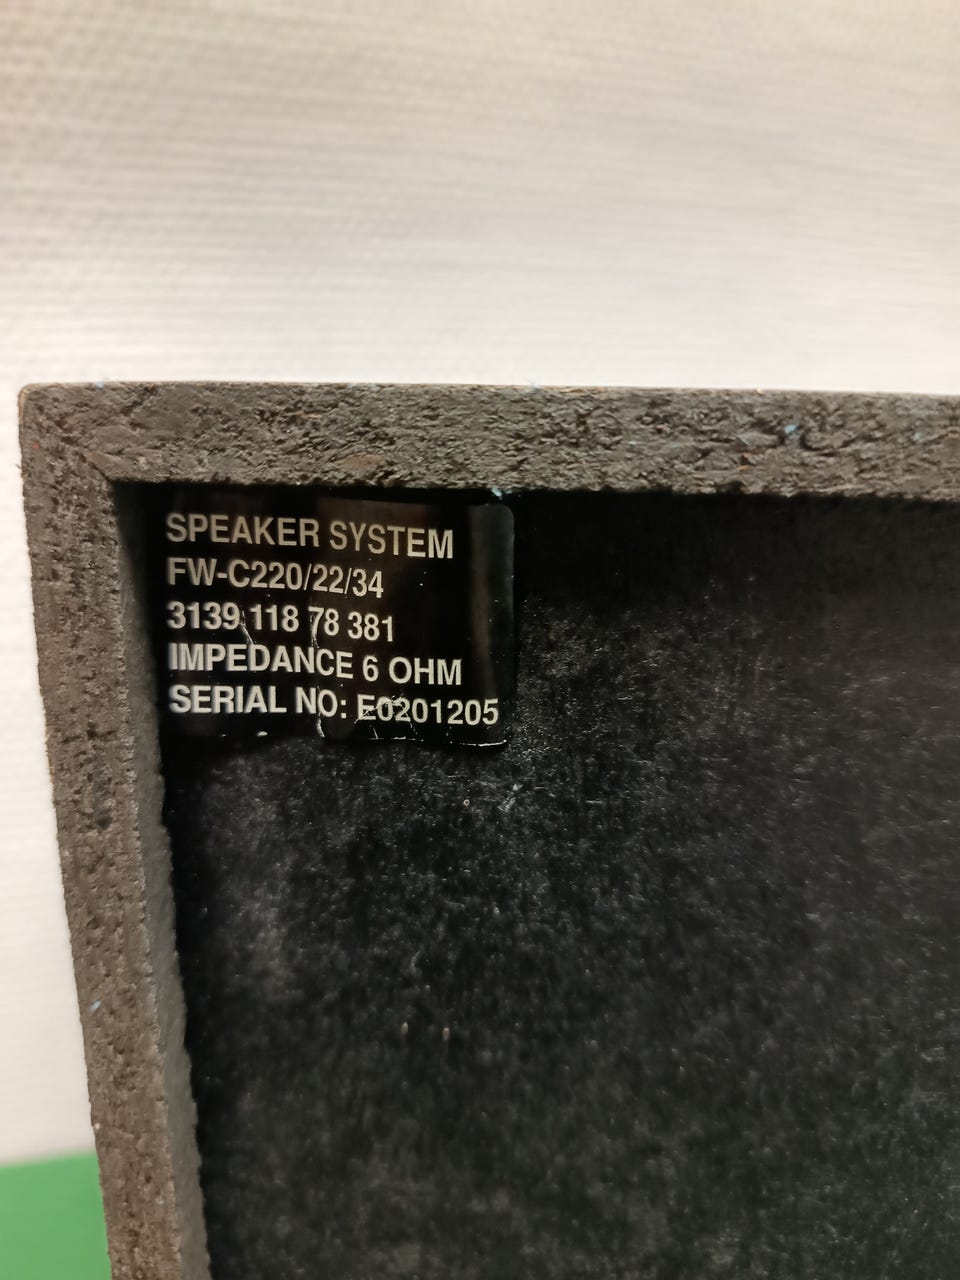 SPEAKER SYSTEM
FW-C220/22/34
3139 118 78 381
IMPEDANCE 6 OHM
SERIAL NO: E0201205